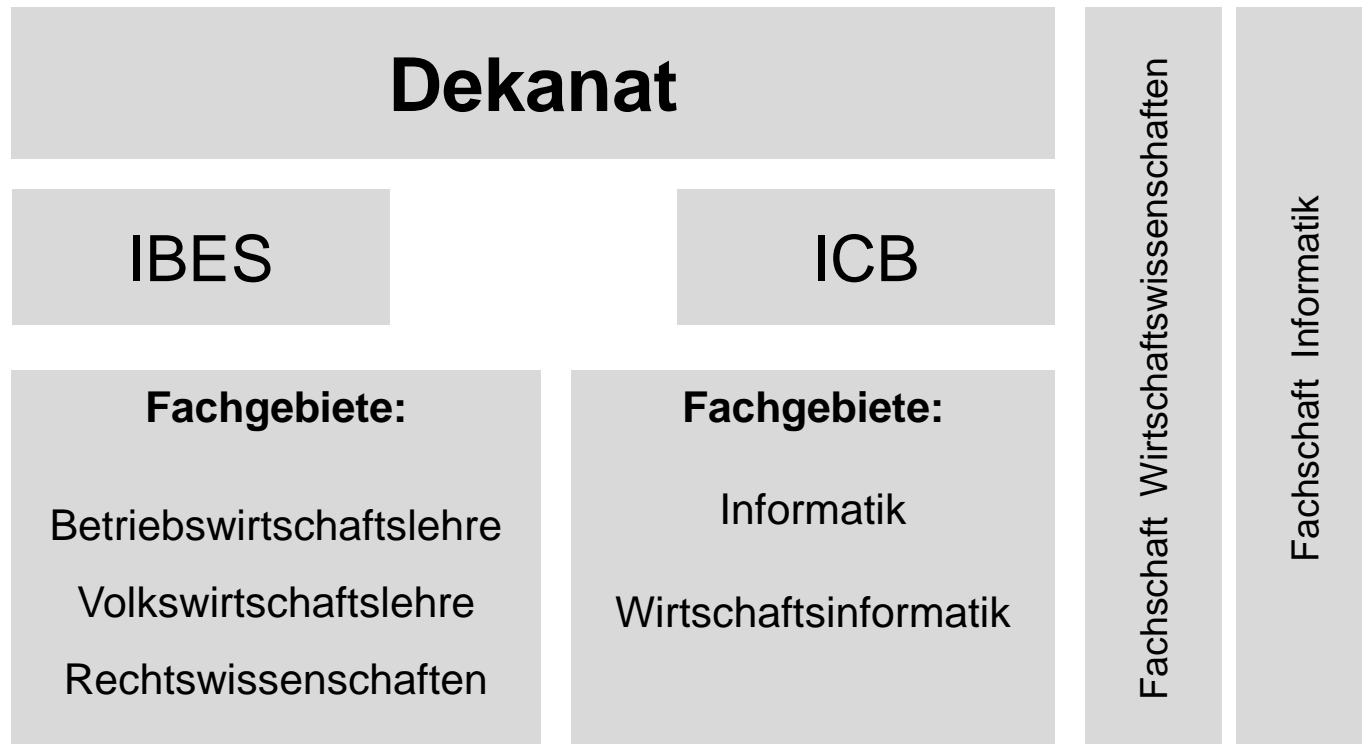 Dekanat
IBES
ICB
Fachgebiete:
Betriebswirtschaftslehre
Volkswirtschaftslehre
Rechtswissenschaften
Fachgebiete:
Informatik
Wirtschaftsinformatik
Fachschaft Wirtschaftswissenschaften
Fachschaft Informatik